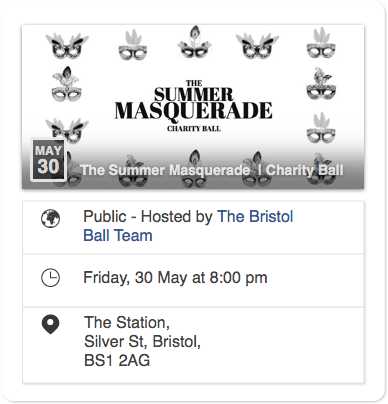 THE
SUMMER
MASQUERADE
CHARITY BALL
MAY
30
The Summer Masquerade | Charity Ball
Public - Hosted by The Bristol
Ball Team
Friday, 30 May at 8:00 pm
The Station,
Silver St, Bristol,
BS1 2AG